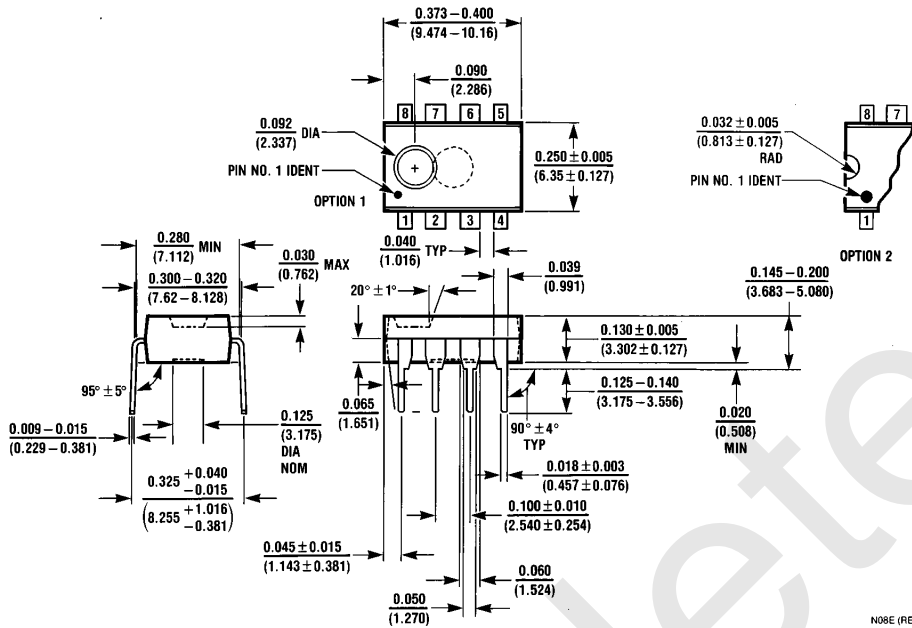 0.373 – 0.400
(9.474 – 10.16)
0.090
(2.286)
8 7 6 5
0.092 DIA
(2.337)
+
PIN NO. 1 IDENT
OPTION 1
1 2 3 4
0.250 ± 0.005
(6.35 ± 0.127)
8 7
0.032 ± 0.005
(0.813 ± 0.127)
RAD
PIN NO. 1 IDENT
1
OPTION 2
0.280 MIN
(7.112)
0.030 MAX
(0.762)
0.300 – 0.320
(7.62 – 8.128)
0.040 TYP
(1.016)
0.039
(0.991)
0.145 – 0.200
(3.683 – 5.080)
20° ± 1°
0.130 ± 0.005
(3.302 ± 0.127)
95° ± 5°
0.065
(1.651)
0.125 – 0.140
(3.175 – 3.556)
90° ± 4°
TYP
0.020
(0.508)
MIN
0.009 – 0.015
(0.229 – 0.381)
0.125
(3.175)
DIA
NOM
0.018 ± 0.003
(0.457 ± 0.076)
0.325 +0.040
–0.015
(8.255 +1.016
–0.381)
0.100 ± 0.010
(2.540 ± 0.254)
0.045 ± 0.015
(1.143 ± 0.381)
0.060
(1.524)
0.050
(1.270)
N08E (RE
lete